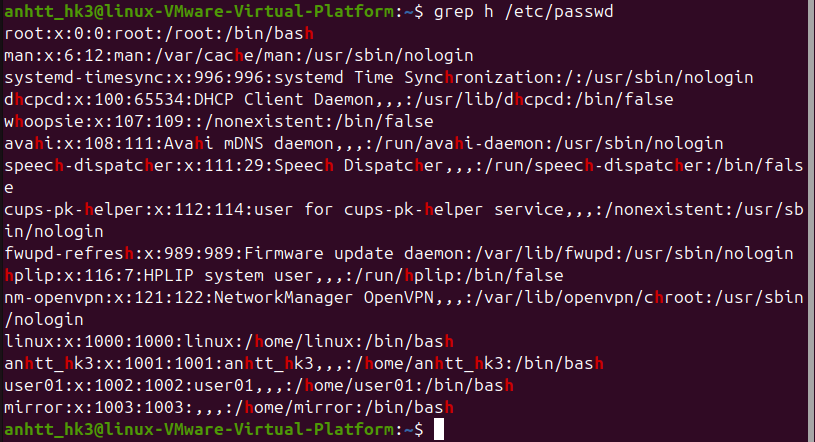 anhtt_hk3@linux-VMware-Virtual-Platform:~$ grep h /etc/passwd
root:x:0:0:root:/root:/bin/bash
man:x:6:12:man:/var/cache/man:/usr/sbin/nologin
systemd-timesync:x:996:996:systemd Time Synchronization:/:/usr/sbin/nologin
dhcpcd:x:100:65534:DHCP Client Daemon,,,:/usr/lib/dhcpcd:/bin/false
whoopsie:x:107:109::/nonexistent:/bin/false
avahi:x:108:111:Avahi mDNS daemon,,,:/run/avahi-daemon:/usr/sbin/nologin
speech-dispatcher:x:111:29:Speech Dispatcher,,,:/run/speech-dispatcher:/bin/fals
e
cups-pk-helper:x:112:114:user for cups-pk-helper service,,,:/nonexistent:/usr/sb
in/nologin
fwupd-refresh:x:989:989:Firmware update daemon:/var/lib/fwupd:/usr/sbin/nologin
hplip:x:116:7:HPLIP system user,,,:/run/hplip:/bin/false
nm-openvpn:x:121:122:NetworkManager OpenVPN,,,:/var/lib/openvpn/chroot:/usr/sbin
/nologin
linux:x:1000:1000:linux:/home/linux:/bin/bash
anhtt_hk3:x:1001:1001:anhtt_hk3,,,:/home/anhtt_hk3:/bin/bash
user01:x:1002:1002:user01,,,:/home/user01:/bin/bash
mirror:x:1003:1003:,,,:/home/mirror:/bin/bash
anhtt_hk3@linux-VMware-Virtual-Platform:~$